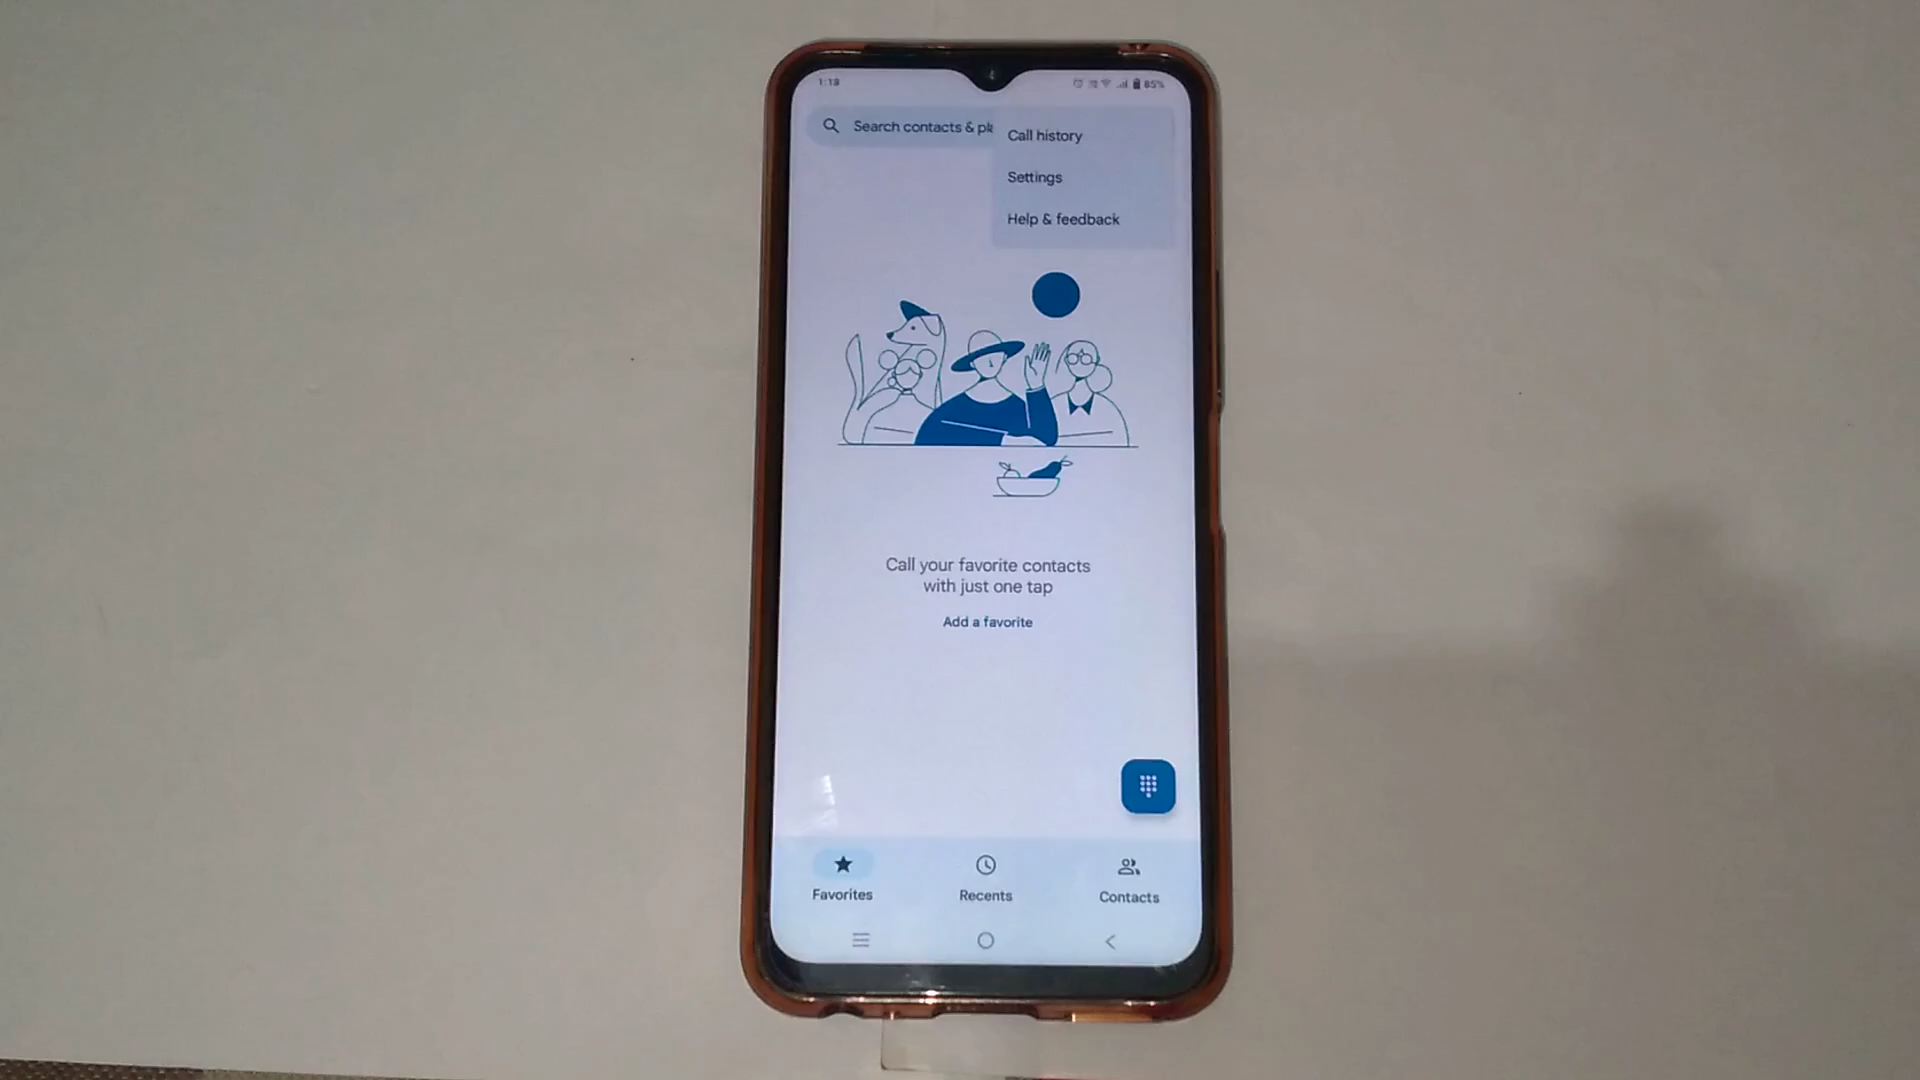 1:18
85%
Search contacts & pl
Call history
Settings
Help & feedback
Call your favorite contacts
with just one tap
Add a favorite
Favorites
Recents
Contacts